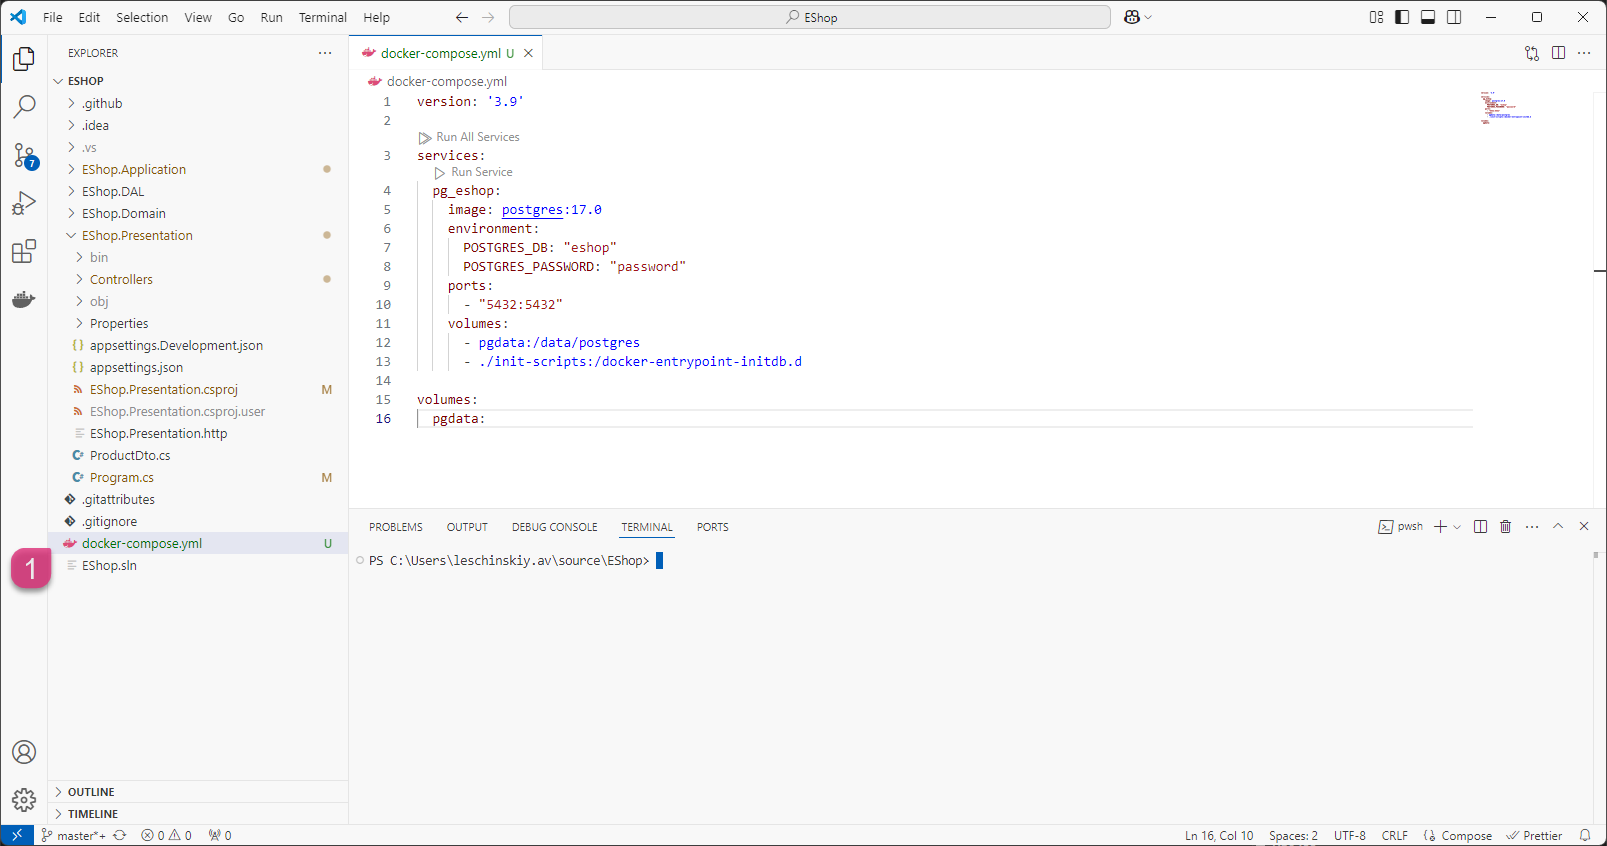 File Edit Selection View Go Run Terminal Help
EShop
EXPLORER
ESHOP
.github
.idea
.vs
EShop.Application
EShop.DAL
EShop.Domain
EShop.Presentation
bin
Controllers
obj
Properties
appsettings.Development.json
appsettings.json
EShop.Presentation.csproj M
EShop.Presentation.csproj.user
EShop.Presentation.http
ProductDto.cs
Program.cs M
.gitattributes
.gitignore
docker-compose.yml U
EShop.sln
7
1
OUTLINE
TIMELINE
docker-compose.yml U
docker-compose.yml
1 version: '3.9'
2
Run All Services
3 services:
Run Service
4 pg_eshop:
5 image: postgres:17.0
6 environment:
7 POSTGRES_DB: "eshop"
8 POSTGRES_PASSWORD: "password"
9 ports:
10 - "5432:5432"
11 volumes:
12 - pgdata:/data/postgres
13 - ./init-scripts:/docker-entrypoint-initdb.d
14
15 volumes:
16 pgdata:
PROBLEMS OUTPUT DEBUG CONSOLE TERMINAL PORTS
pwsh
PS C:\Users\leschinskiy.av\source\EShop>
master*+ 0 0 0
Ln 16, Col 10 Spaces: 2 UTF-8 CRLF Compose Prettier